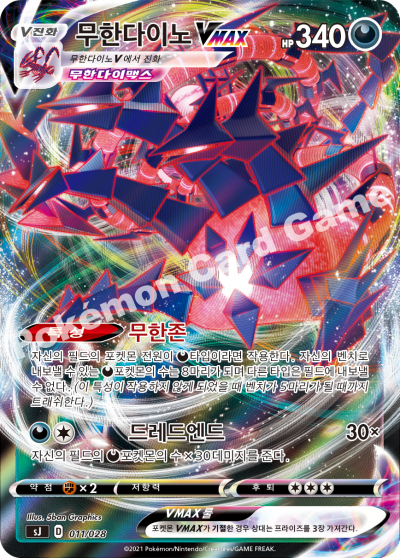 V진화 무한다이노 VMAX HP 340
무한다이노V에서 진화
무한다이맥스
Pokémon Card Game
특성 무한존
자신의 필드의 포켓몬 전원이 타입이라면 작용한다. 자신의 벤치로
내보낼 수 있는 포켓몬의 수는 8마리가 되며 다른 타입은 필드에 내보낼
수 없다. (이 특성이 작용하지 않게 되었을 때 벤치가 5마리가 될 때까지
트래쉬한다.)
드레드엔드 30×
자신의 필드의 포켓몬의 수 × 30데미지를 준다.
약점 ×2 저항력 후퇴
Illus. 5ban Graphics
VMAX 룰
sJ D 011/028
포켓몬 VMAX가 기절한 경우 상대는 프라이즈를 3장 가져간다.
©2021 Pokémon/Nintendo/Creatures/GAME FREAK.